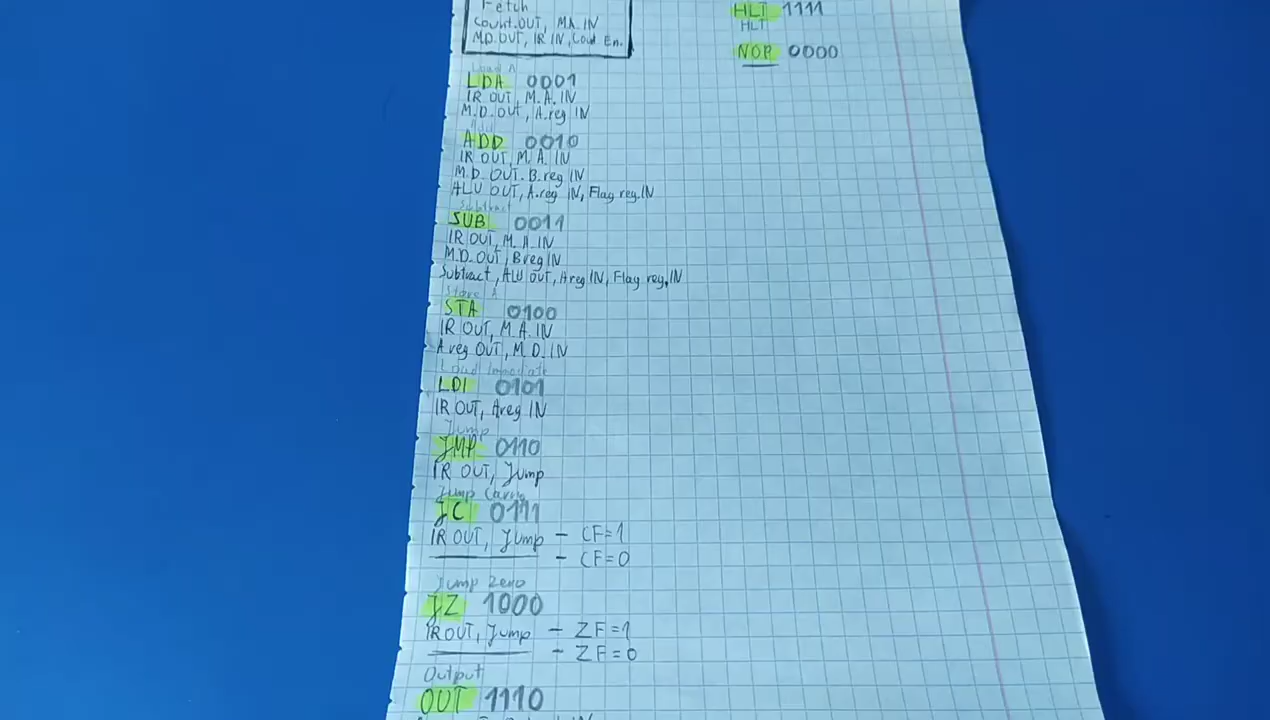 Fetch
Count.OUT, M.A. IN
M.D. OUT, IR IN, Count En.
Load A
LDA 0001
IR OUT, M.A. IN
M.D. OUT, A.reg IN
Add
ADD 0010
IR OUT, M.A. IN
M.D. OUT. B.reg IN
ALU OUT, A.reg IN, Flag reg.IN
Subtract
SUB 0011
IR OUT, M.A. IN
M.D. OUT, B reg IN
Subtract, ALU OUT, A reg IN, Flag reg. IN
Store A
STA 0100
IR OUT, M.A. IN
A reg OUT, M.D. IN
Load Immediate
LDI 0101
IR OUT, A reg IN
Jump
JMP 0110
IR OUT, Jump
Jump Carry
JC 0111
IR OUT, Jump - CF=1
- CF=0
Jump Zero
JZ 1000
IR OUT, Jump - ZF=1
- ZF=0
Output
OUT 1110
HLT 1111
HLT
NOP 0000